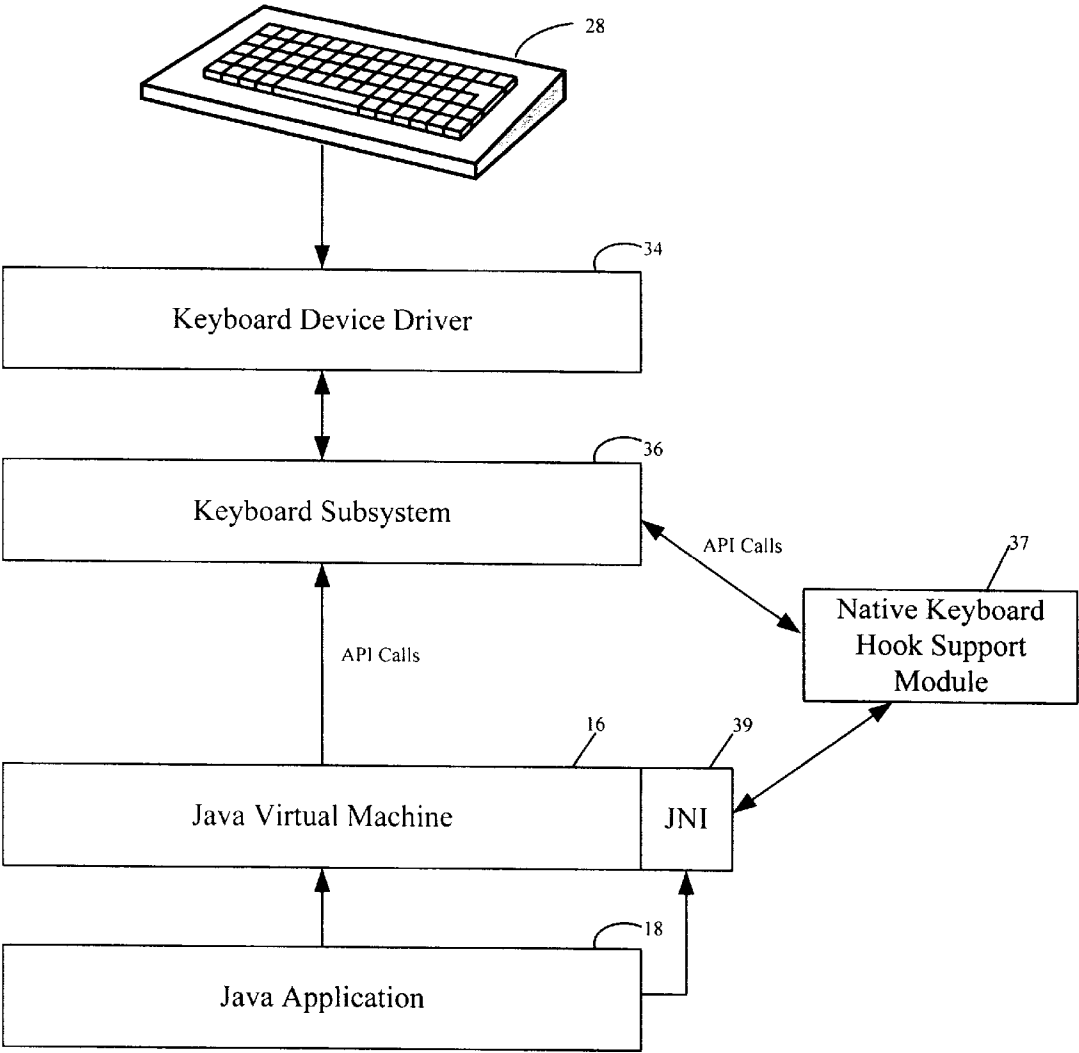 28
34
Keyboard Device Driver
36
Keyboard Subsystem
API Calls
37
Native Keyboard
Hook Support
Module
API Calls
16
39
Java Virtual Machine
JNI
18
Java Application